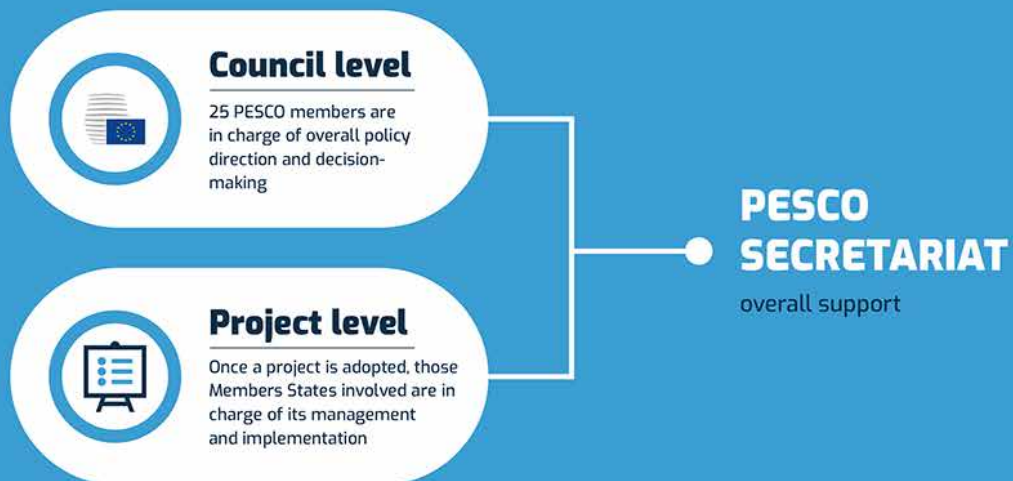 Council level
25 PESCO members are
in charge of overall policy
direction and decision-
making
Project level
Once a project is adopted, those
Members States involved are in
charge of its management
and implementation
PESCO
SECRETARIAT
overall support